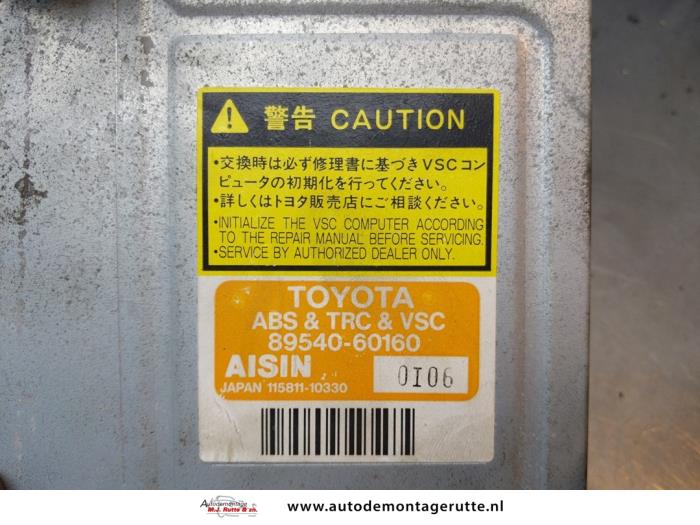 警告 CAUTION
•交換時は必ず修理書に基づきVSCコン
ピュータの初期化を行ってください。
•詳しくはトヨタ販売店にご相談ください。
•INITIALIZE THE VSC COMPUTER ACCORDING
TO THE REPAIR MANUAL BEFORE SERVICING.
•SERVICE BY AUTHORIZED DEALER ONLY.
TOYOTA
ABS & TRC & VSC
89540-60160
AISIN
0I06
JAPAN 115811-10330
Autodemontage
M.J. Rutte & zn.
www.autodemontagerutte.nl